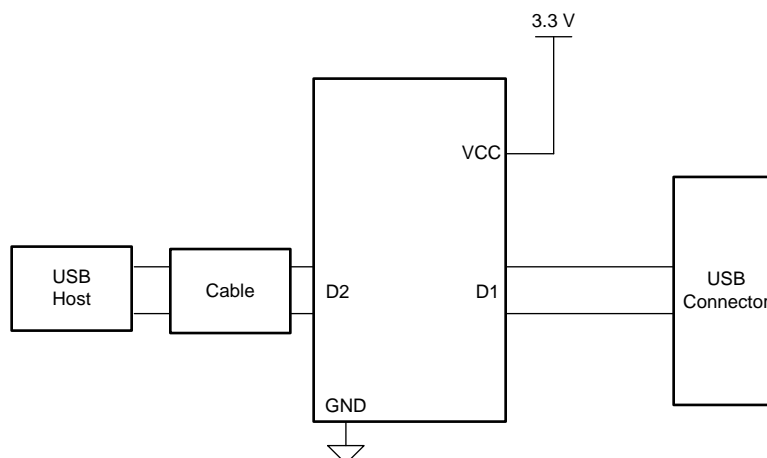 3.3 V
VCC
USB
Host
Cable
D2
D1
USB
Connector
GND